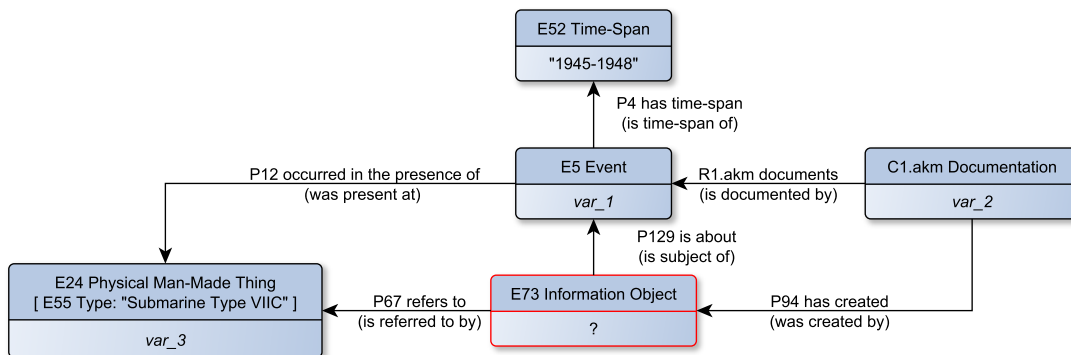 E52 Time-Span
"1945-1948"
P4 has time-span
(is time-span of)
P12 occurred in the presence of
(was present at)
E5 Event
var_1
R1.akm documents
(is documented by)
C1.akm Documentation
var_2
P129 is about
(is subject of)
E24 Physical Man-Made Thing
[ E55 Type: "Submarine Type VIIC" ]
var_3
P67 refers to
(is referred to by)
E73 Information Object
?
P94 has created
(was created by)